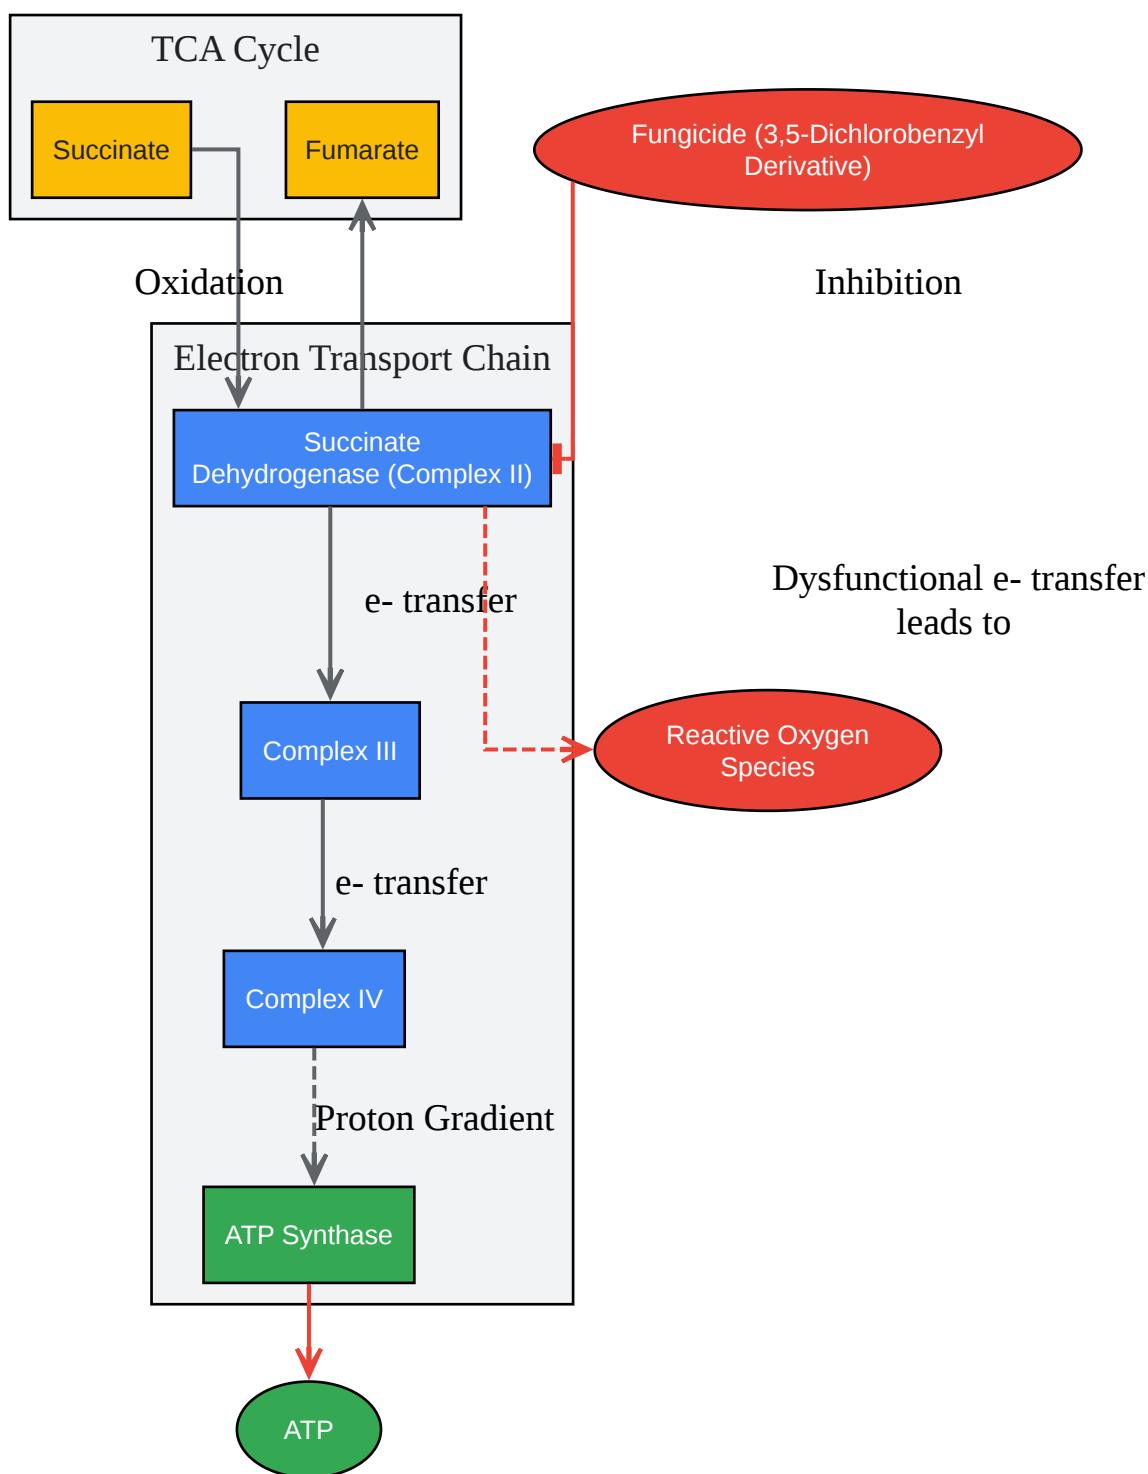 TCA Cycle
Succinate
Fumarate
Fungicide (3,5-Dichlorobenzyl
Derivative)
Oxidation
Inhibition
Electron Transport Chain
Succinate
Dehydrogenase (Complex II)
e- transfer
Dysfunctional e- transfer
leads to
Complex III
Reactive Oxygen
Species
e- transfer
Complex IV
Proton Gradient
ATP Synthase
ATP